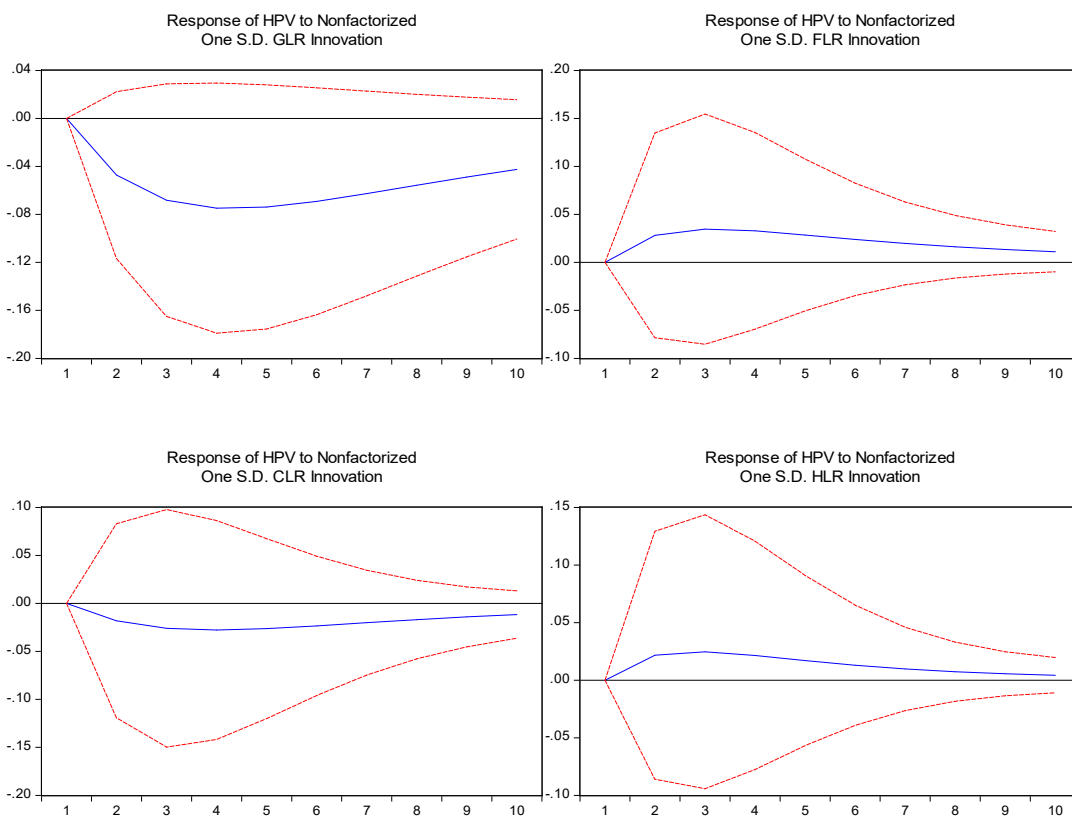 Response of HPV to Nonfactorized
One S.D. GLR Innovation
.04
.00
-.04
-.08
-.12
-.16
-.20
1 2 3 4 5 6 7 8 9 10
Response of HPV to Nonfactorized
One S.D. FLR Innovation
.20
.15
.10
.05
.00
-.05
-.10
1 2 3 4 5 6 7 8 9 10
Response of HPV to Nonfactorized
One S.D. CLR Innovation
.10
.05
.00
-.05
-.10
-.15
-.20
1 2 3 4 5 6 7 8 9 10
Response of HPV to Nonfactorized
One S.D. HLR Innovation
.15
.10
.05
.00
-.05
-.10
1 2 3 4 5 6 7 8 9 10